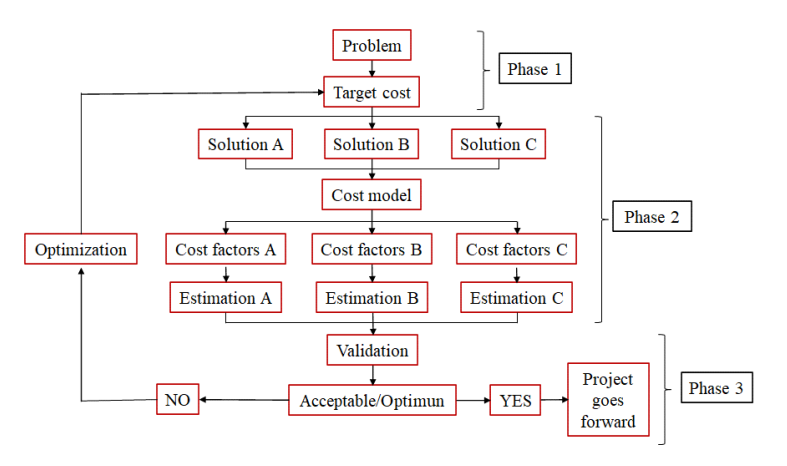 Problem
Phase 1
Target cost
Solution A
Solution B
Solution C
Cost model
Phase 2
Optimization
Cost factors A
Cost factors B
Cost factors C
Estimation A
Estimation B
Estimation C
Validation
NO
Acceptable/Optimun
YES
Project
goes
forward
Phase 3